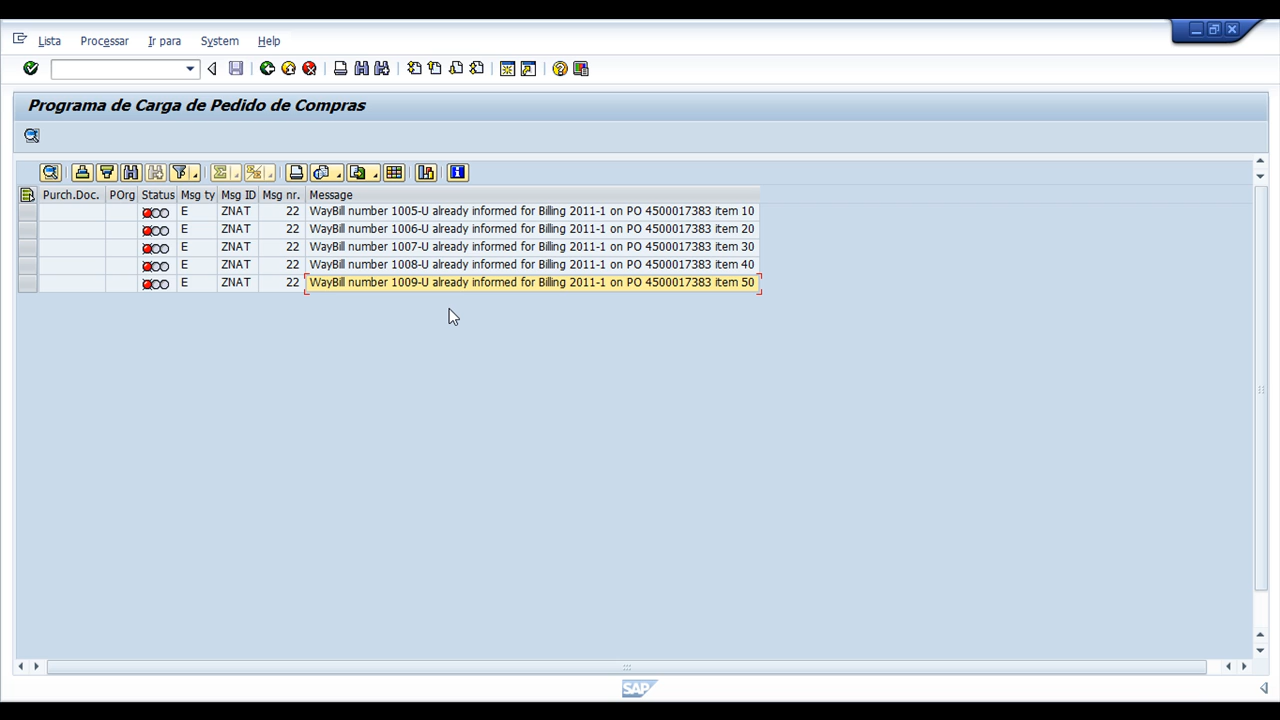 Lista Processar Ir para System Help
Programa de Carga de Pedido de Compras
Purch.Doc. POrg Status Msg ty Msg ID Msg nr. Message
E ZNAT 22 WayBill number 1005-U already informed for Billing 2011-1 on PO 4500017383 item 10
E ZNAT 22 WayBill number 1006-U already informed for Billing 2011-1 on PO 4500017383 item 20
E ZNAT 22 WayBill number 1007-U already informed for Billing 2011-1 on PO 4500017383 item 30
E ZNAT 22 WayBill number 1008-U already informed for Billing 2011-1 on PO 4500017383 item 40
E ZNAT 22 WayBill number 1009-U already informed for Billing 2011-1 on PO 4500017383 item 50
SAP